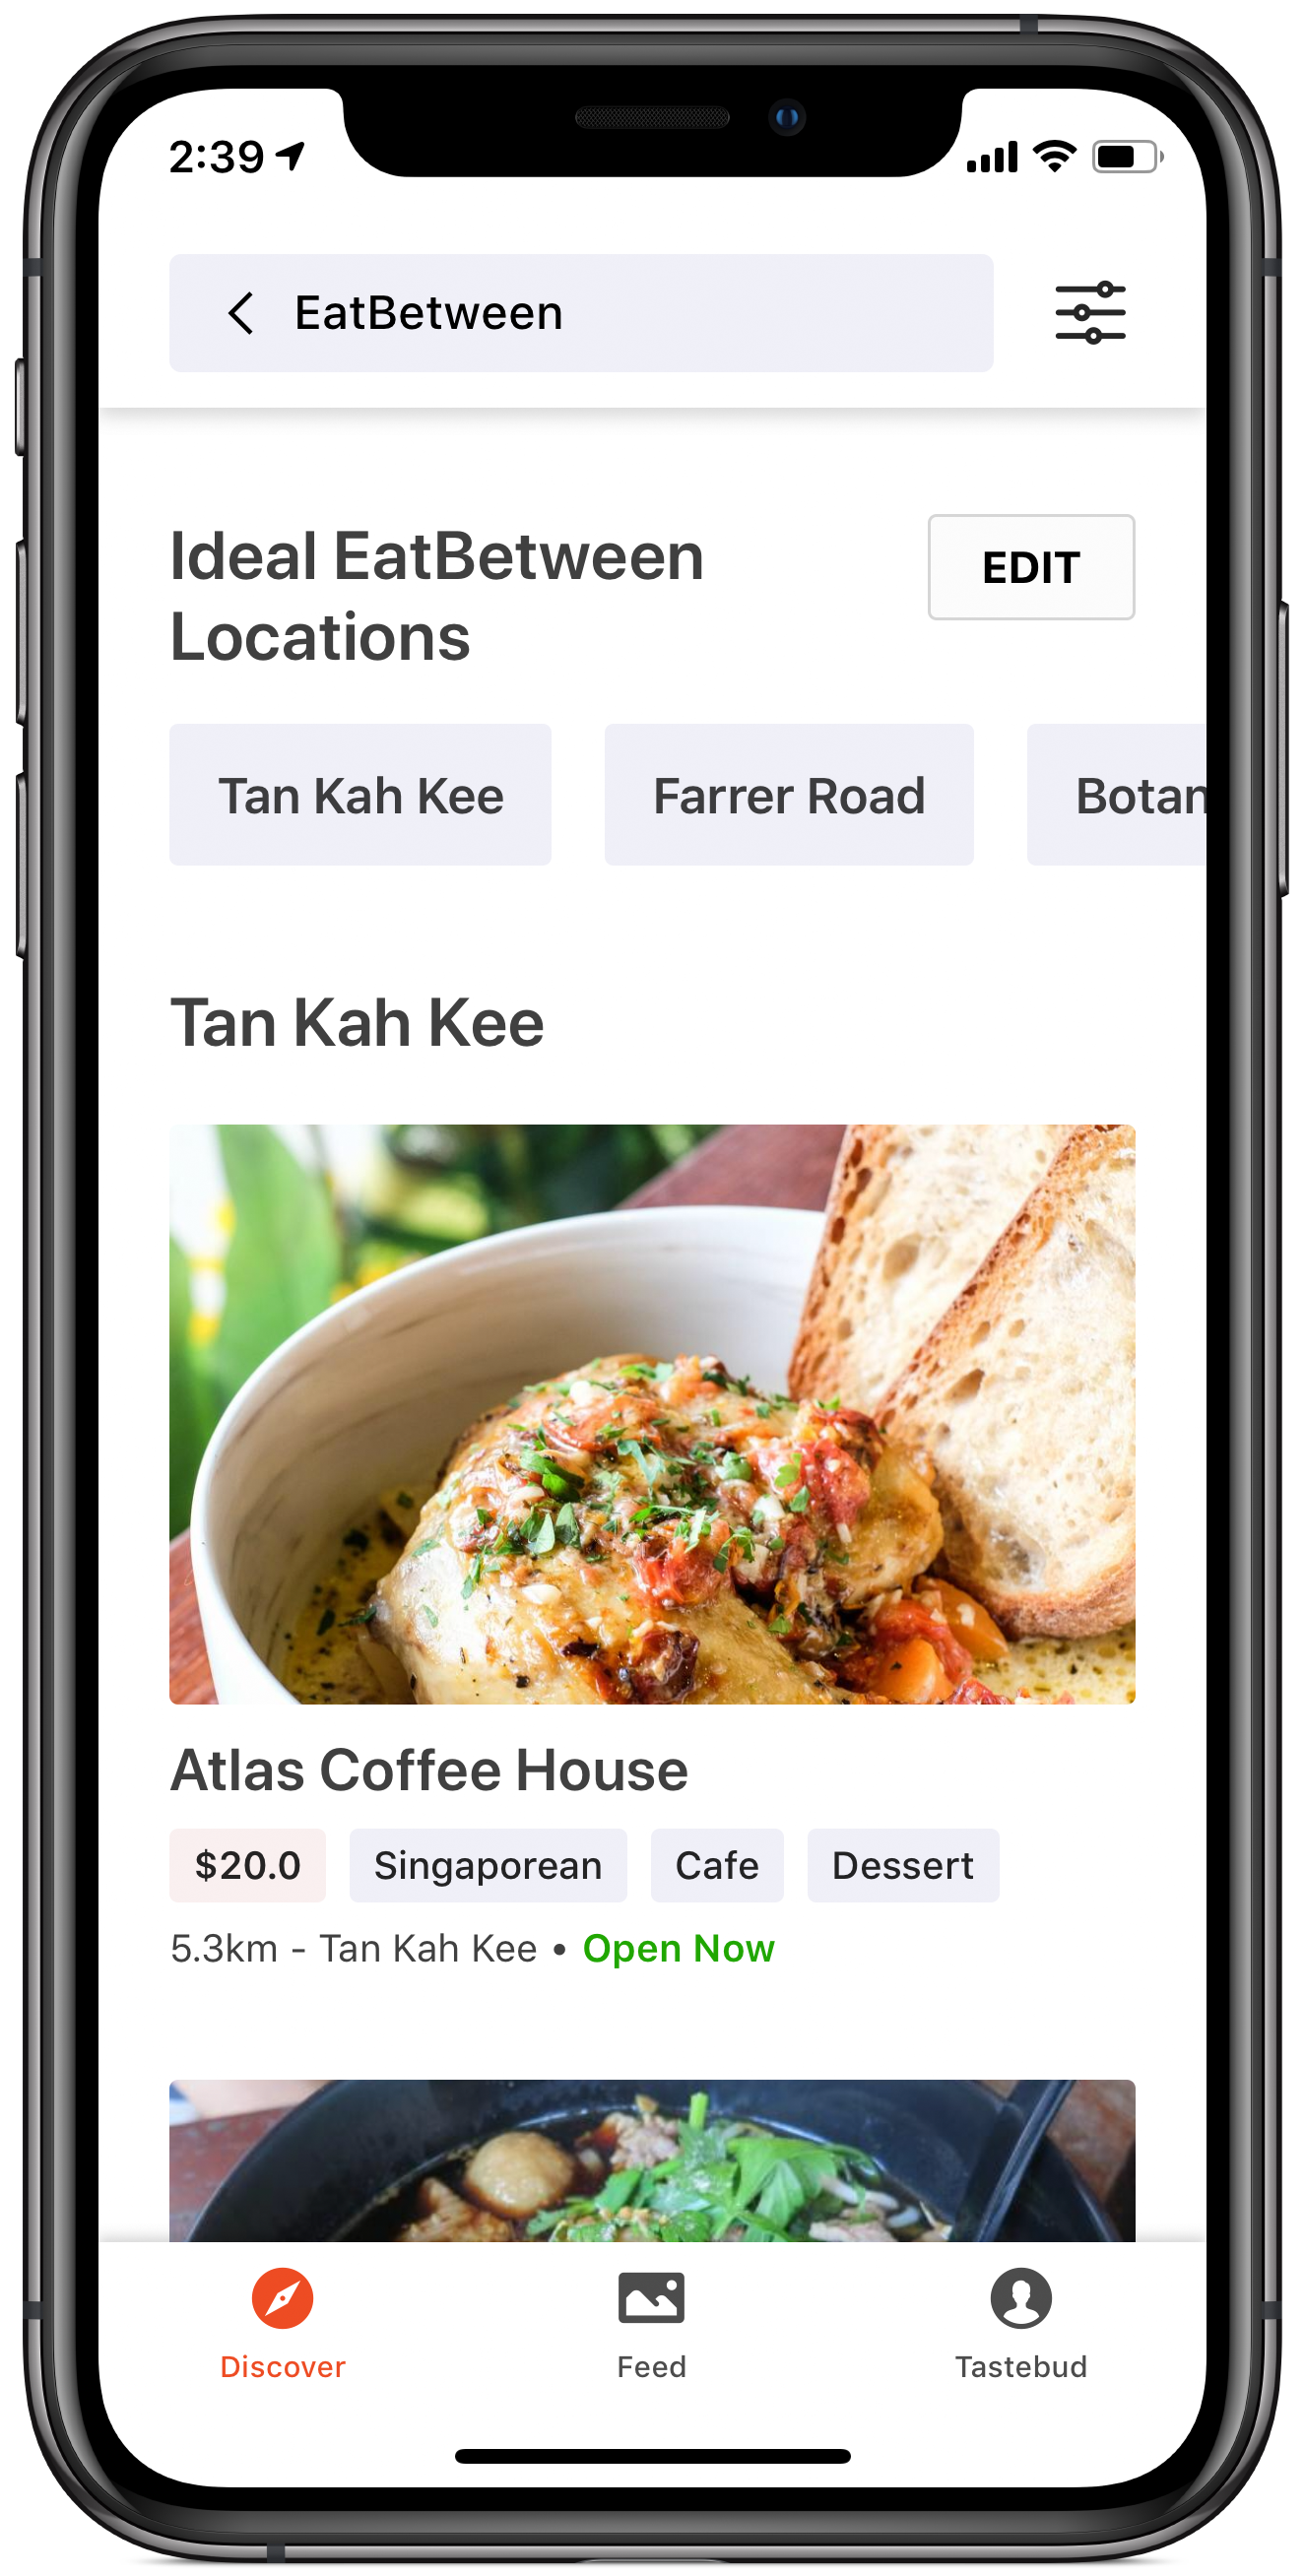 2:39
EatBetween
Ideal EatBetween
Locations
EDIT
Tan Kah Kee
Farrer Road
Botan
Tan Kah Kee
Atlas Coffee House
$20.0
Singaporean
Cafe
Dessert
5.3km - Tan Kah Kee • Open Now
Discover
Feed
Tastebud